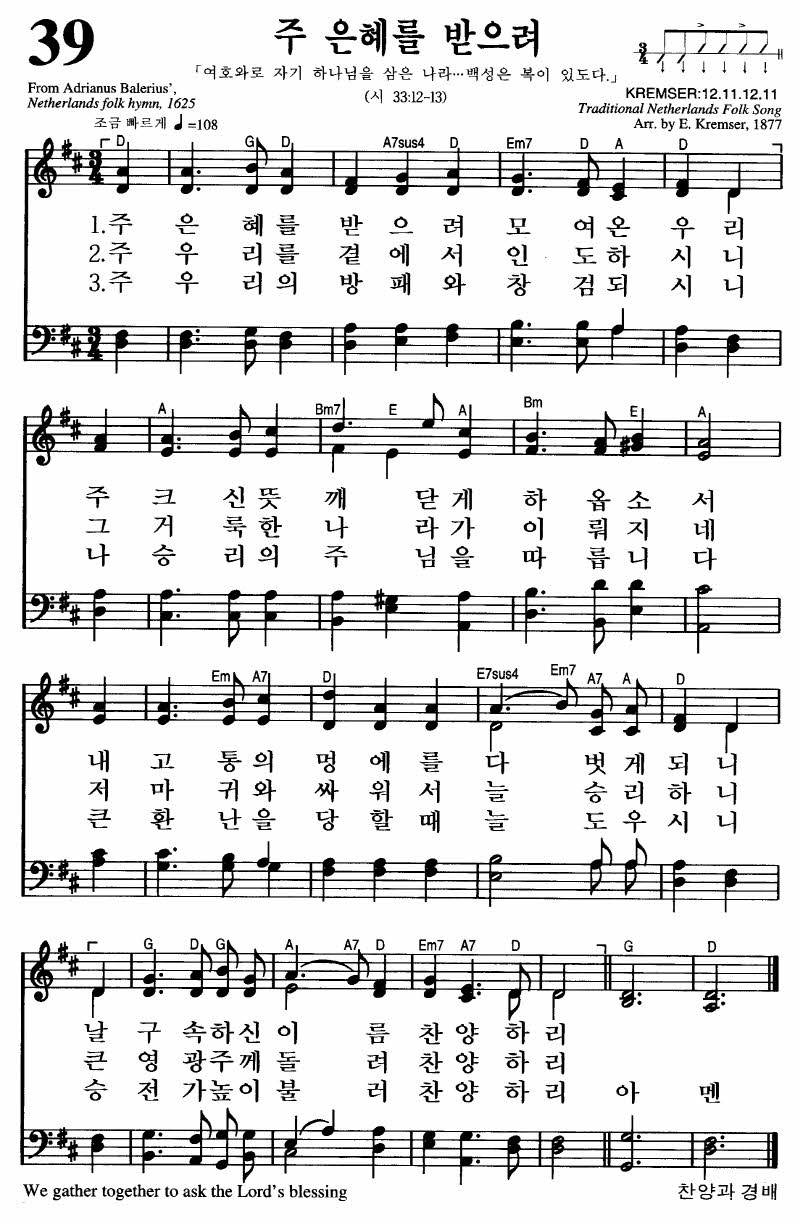 39
주 은혜를 받으려
「여호와로 자기 하나님을 삼은 나라…백성은 복이 있도다.」
(시 33:12-13)
From Adrianus Balerius',
Netherlands folk hymn, 1625
KREMSER:12.11.12.11
Traditional Netherlands Folk Song
Arr. by E. Kremser, 1877
조금 빠르게 ♩=108
3/4
D G D A7sus4 D Em7 D A D
1.주 은 혜를 받으려 모 여온 우리
2.주 우 리를 곁에서 인 도하 시니
3.주 우 리의 방패와 창 검되 시니
A Bm7 E A Bm E A
주 크 신뜻 깨 닫게 하 옵소 서
그 거 룩한 나 라가 이 뤄지 네
나 승 리의 주 님을 따 릅니 다
Em A7 D E7sus4 Em7 A7 A D
내 고 통의 멍에를 다 벗게되니
저 마 귀와 싸워서 늘 승리하니
큰 환 난을 당할때 늘 도우시니
G D G A A7 D Em7 A7 D G D
날 구 속하신이 름 찬양하리
큰 영 광주께돌 려 찬양하리
승 전 가높이불 러 찬양하리 아 멘
We gather together to ask the Lord's blessing
찬양과 경배